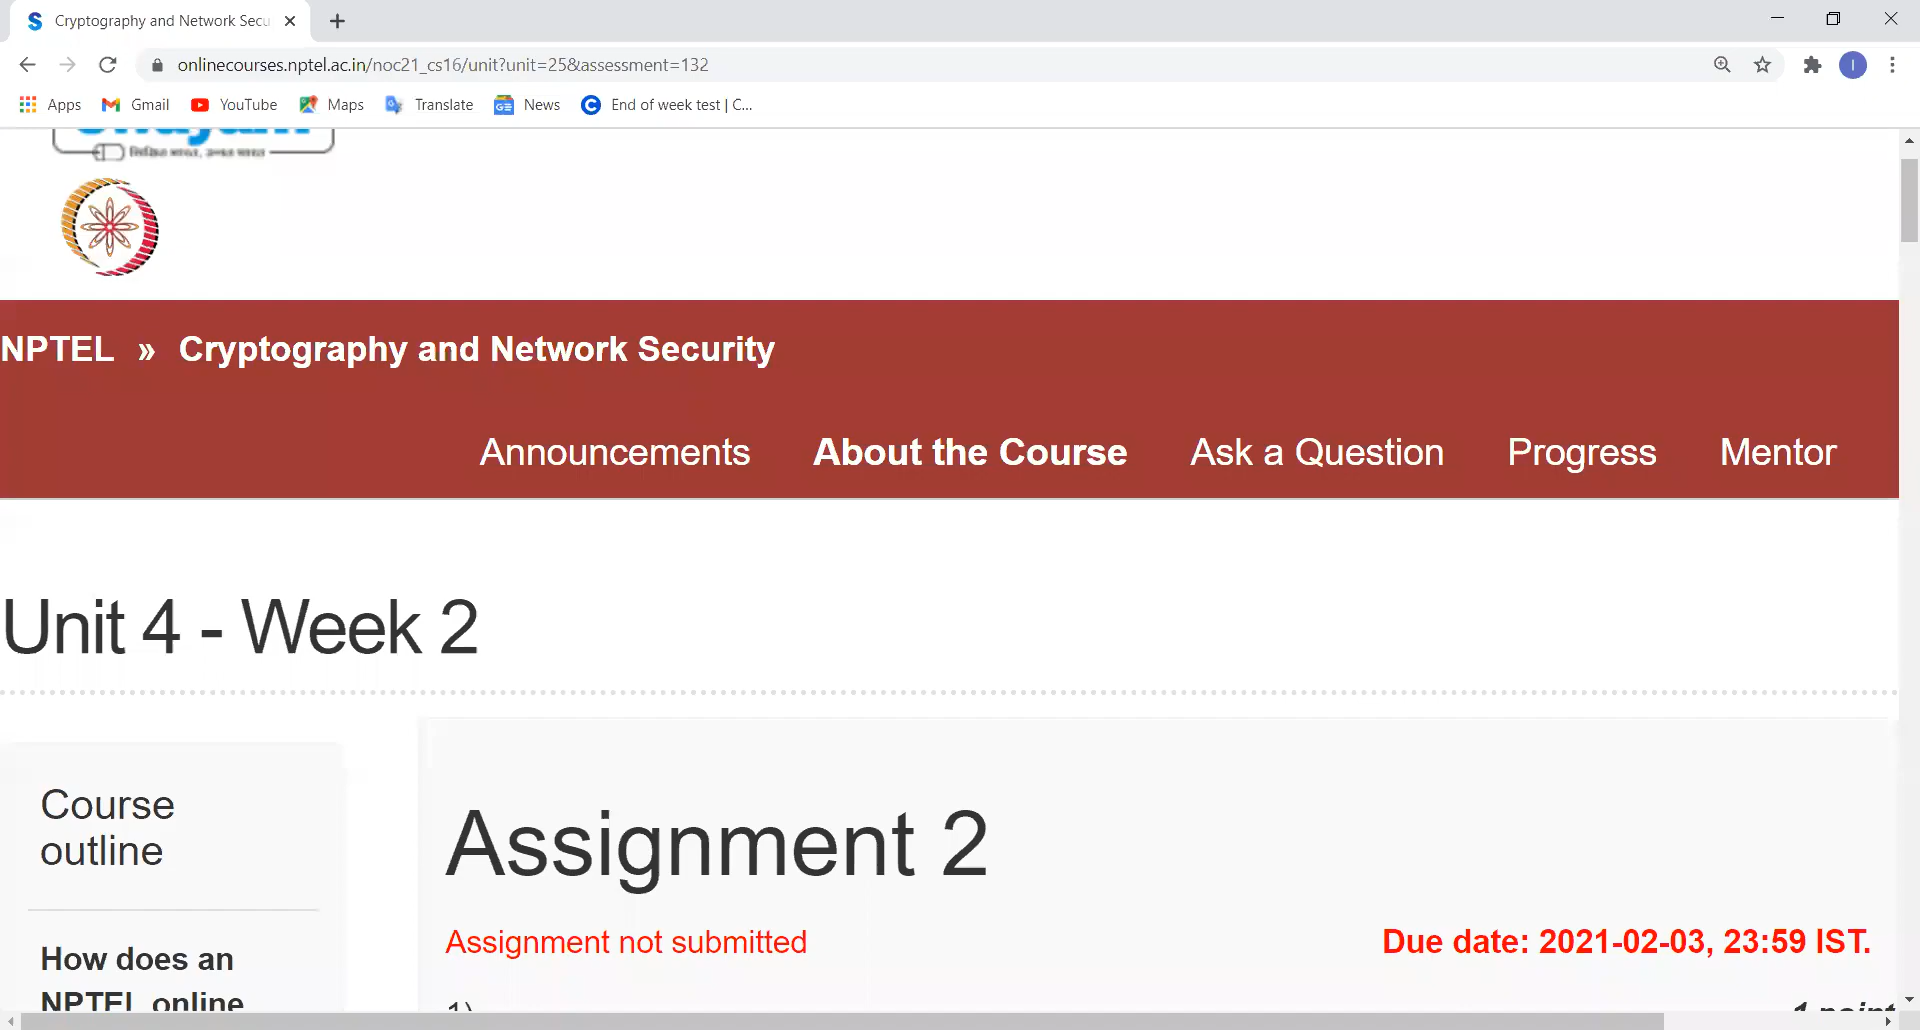 Cryptography and Network Secu
onlinecourses.nptel.ac.in/noc21_cs16/unit?unit=25&assessment=132
I
Apps Gmail YouTube Maps Translate News End of week test | C...
NPTEL » Cryptography and Network Security
Announcements About the Course Ask a Question Progress Mentor
Unit 4 - Week 2
Course
outline
Assignment 2
Assignment not submitted Due date: 2021-02-03, 23:59 IST.
How does an
NPTEL online
1) 1 point